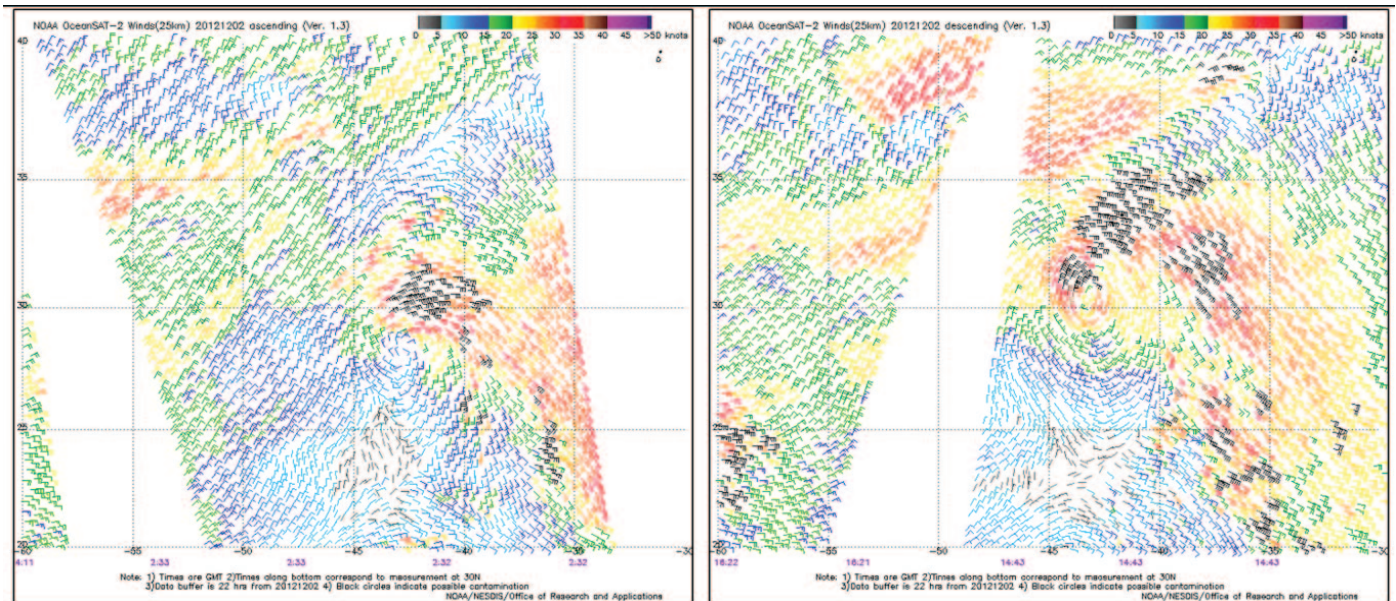 NOAA OceanSAT-2 Winds(25km) 20121202 ascending (Ver. 1.3)
0 5 10 15 20 25 30 35 40 45 >50 knots
40
35
30
25
20
-60 -55 -50 -45 -40 -35 -30
4:11 2:33 2:33 2:32 2:32
Note: 1) Times are GMT 2)Times along bottom correspond to measurement at 30N
3)Data buffer is 22 hrs from 20121202 4) Black circles indicate possible contamination
NOAA/NESDIS/Office of Research and Applications
NOAA OceanSAT-2 Winds(25km) 20121202 descending (Ver. 1.3)
0 5 10 15 20 25 30 35 40 45 >50 knots
40
35
30
25
20
-60 -55 -50 -45 -40 -35 -30
16:22 16:21 14:43 14:43 14:43
Note: 1) Times are GMT 2)Times along bottom correspond to measurement at 30N
3)Data buffer is 22 hrs from 20121202 4) Black circles indicate possible contamination
NOAA/NESDIS/Office of Research and Applications